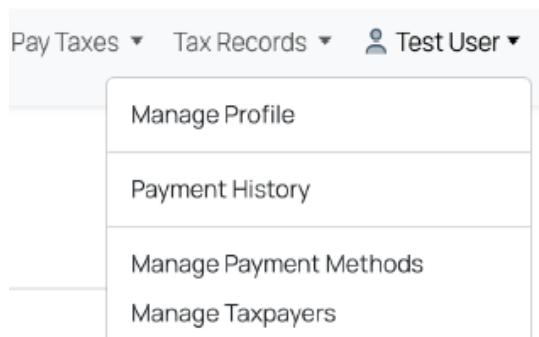 Pay Taxes Tax Records Test User
Manage Profile
Payment History
Manage Payment Methods
Manage Taxpayers